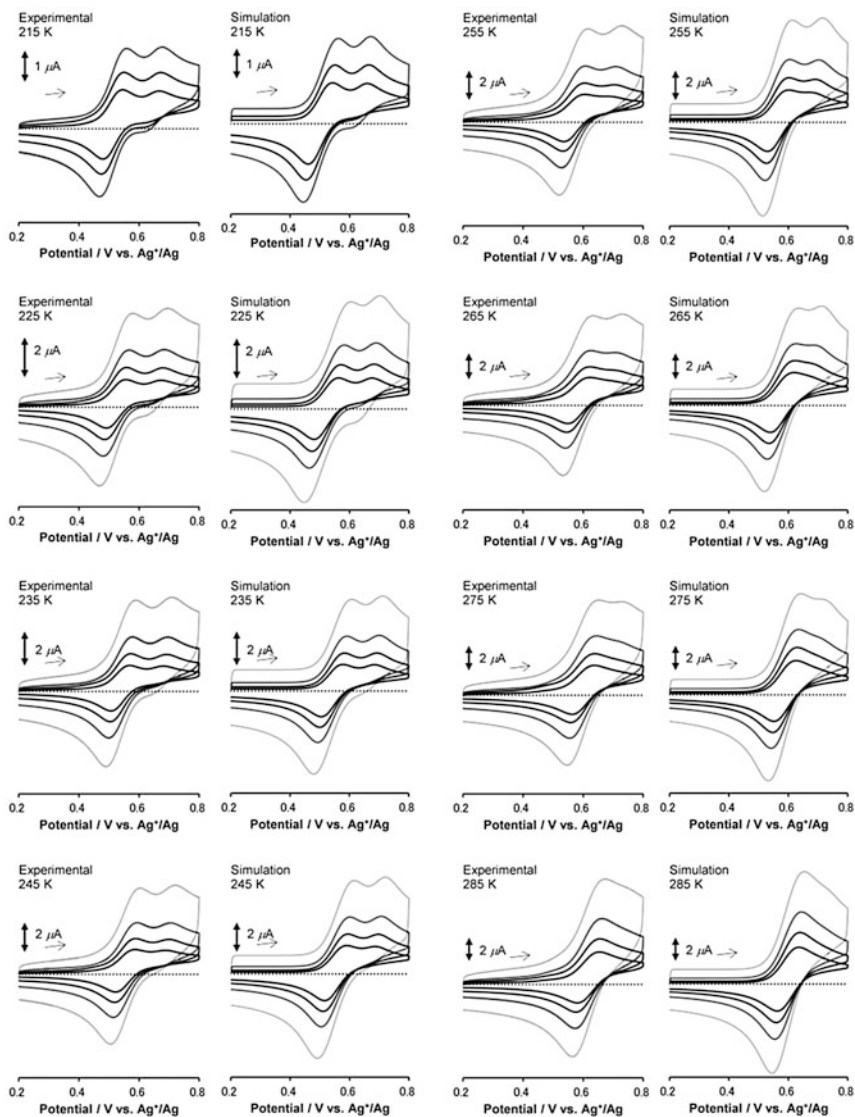 Experimental
215 K
1 μA
0.2 0.4 0.6 0.8
Potential / V vs. Ag⁺/Ag
Simulation
215 K
1 μA
0.2 0.4 0.6 0.8
Potential / V vs. Ag⁺/Ag
Experimental
255 K
2 μA
0.2 0.4 0.6 0.8
Potential / V vs. Ag⁺/Ag
Simulation
255 K
2 μA
0.2 0.4 0.6 0.8
Potential / V vs. Ag⁺/Ag
Experimental
225 K
2 μA
0.2 0.4 0.6 0.8
Potential / V vs. Ag⁺/Ag
Simulation
225 K
2 μA
0.2 0.4 0.6 0.8
Potential / V vs. Ag⁺/Ag
Experimental
265 K
2 μA
0.2 0.4 0.6 0.8
Potential / V vs. Ag⁺/Ag
Simulation
265 K
2 μA
0.2 0.4 0.6 0.8
Potential / V vs. Ag⁺/Ag
Experimental
235 K
2 μA
0.2 0.4 0.6 0.8
Potential / V vs. Ag⁺/Ag
Simulation
235 K
2 μA
0.2 0.4 0.6 0.8
Potential / V vs. Ag⁺/Ag
Experimental
275 K
2 μA
0.2 0.4 0.6 0.8
Potential / V vs. Ag⁺/Ag
Simulation
275 K
2 μA
0.2 0.4 0.6 0.8
Potential / V vs. Ag⁺/Ag
Experimental
245 K
2 μA
0.2 0.4 0.6 0.8
Potential / V vs. Ag⁺/Ag
Simulation
245 K
2 μA
0.2 0.4 0.6 0.8
Potential / V vs. Ag⁺/Ag
Experimental
285 K
2 μA
0.2 0.4 0.6 0.8
Potential / V vs. Ag⁺/Ag
Simulation
285 K
2 μA
0.2 0.4 0.6 0.8
Potential / V vs. Ag⁺/Ag